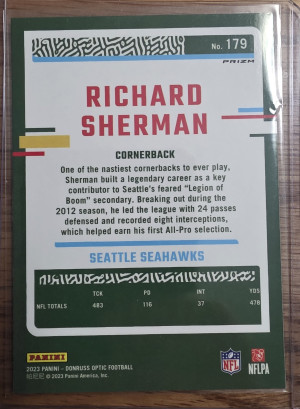 No. 179
PRIZM
RICHARD
SHERMAN
CORNERBACK
One of the nastiest cornerbacks to ever play,
Sherman built a legendary career as a key
contributor to Seattle's feared “Legion of
Boom” secondary. Breaking out during the
2012 season, he led the league with 24 passes
defensed and recorded eight interceptions,
which helped earn his first All-Pro selection.
SEATTLE SEAHAWKS
TCK PD INT YDS
NFL TOTALS 483 116 37 476
PANINI
2023 PANINI - DONRUSS OPTIC FOOTBALL
© 2023 Panini America, Inc.
NFL
NFLPA